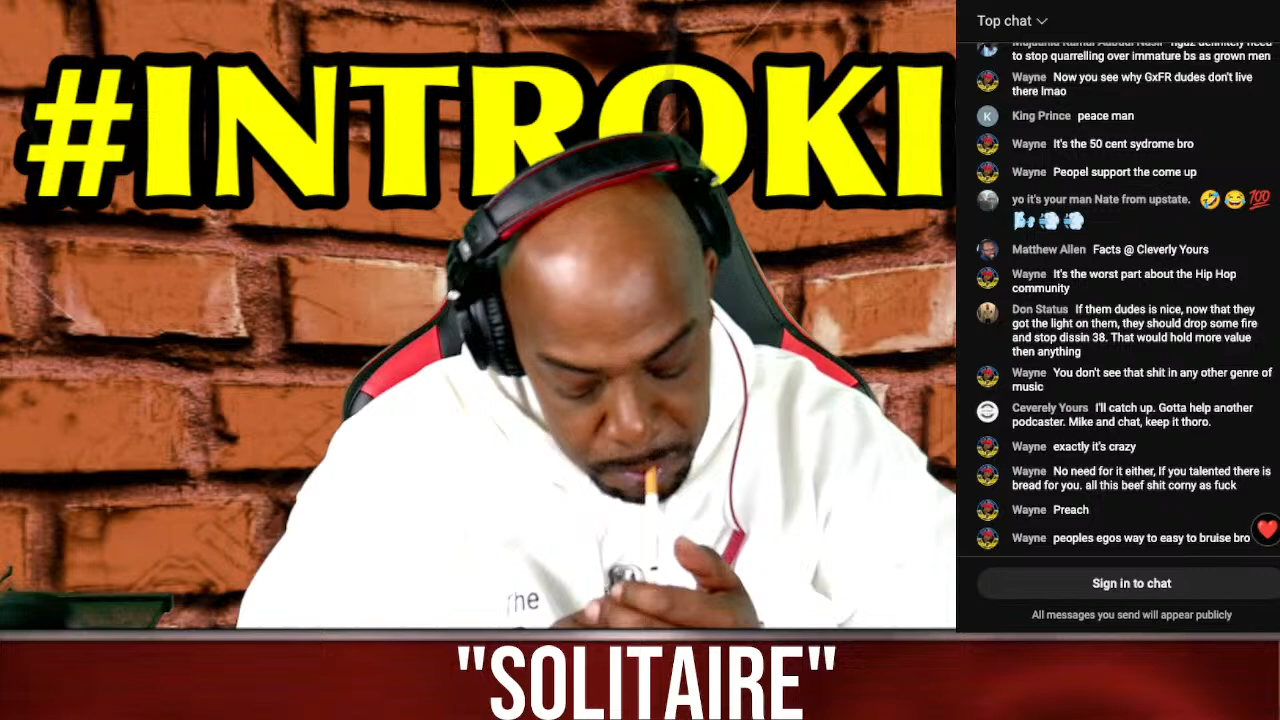 #INTROKI
The
"SOLITAIRE"
Top chat
to stop quarrelling over immature bs as grown men
Wayne Now you see why GxFR dudes don't live
there lmao
King Prince peace man
Wayne It's the 50 cent sydrome bro
Wayne Peopel support the come up
yo it's your man Nate from upstate. 🤣 😂 💯
Matthew Allen Facts @ Cleverly Yours
Wayne It's the worst part about the Hip Hop
community
Don Status If them dudes is nice, now that they
got the light on them, they should drop some fire
and stop dissin 38. That would hold more value
then anything
Wayne You don't see that shit in any other genre of
music
Ceverely Yours I'll catch up. Gotta help another
podcaster. Mike and chat, keep it thoro.
Wayne exactly it's crazy
Wayne No need for it either, If you talented there is
bread for you. all this beef shit corny as fuck
Wayne Preach
Wayne peoples egos way to easy to bruise bro
Sign in to chat
All messages you send will appear publicly